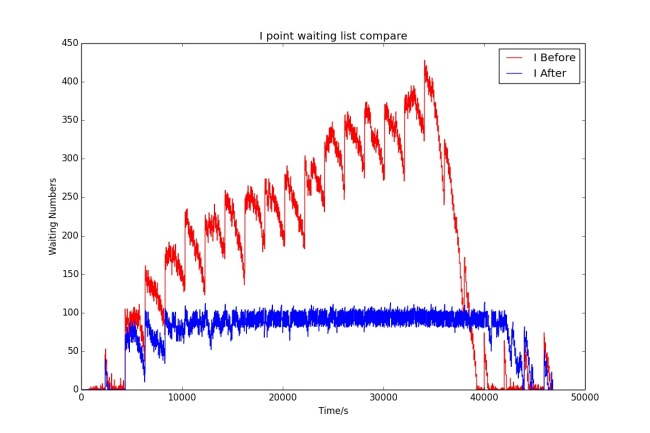 I point waiting list compare
450
400
350
300
250
200
150
100
50
0
Waiting Numbers
I Before
I After
0 10000 20000 30000 40000 50000
Time/s